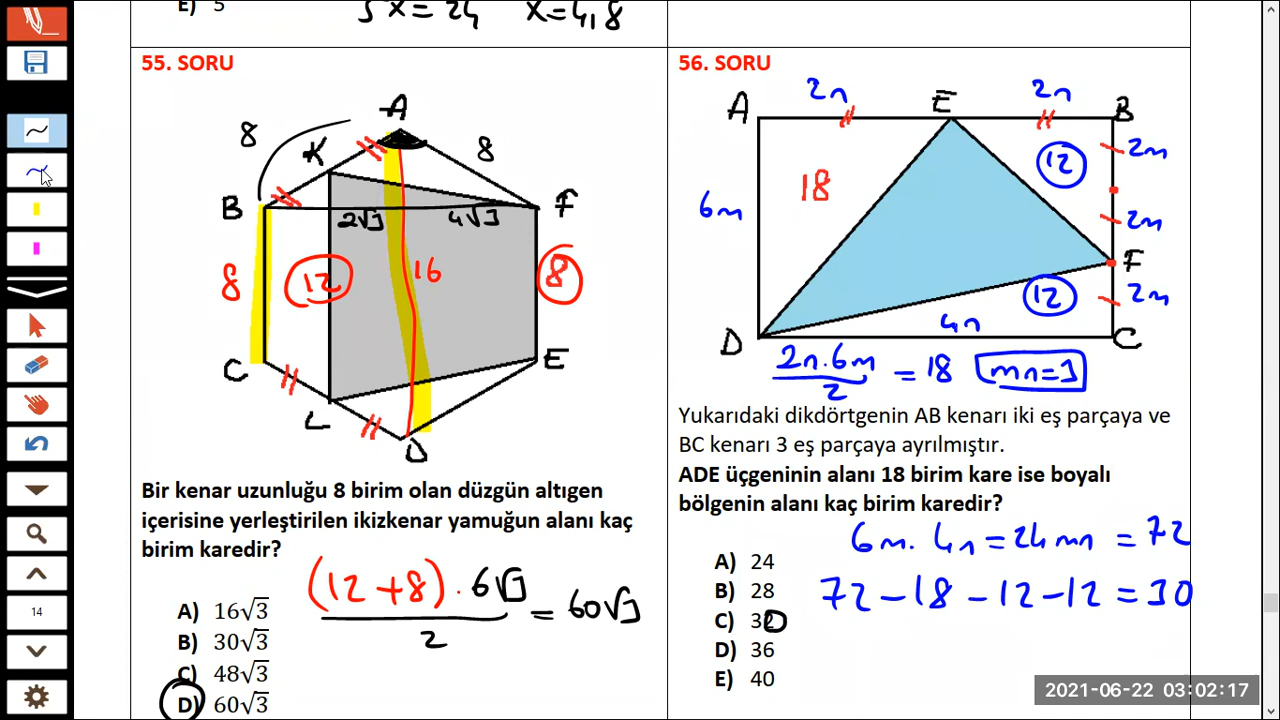 E) 5
5x = 24 x = 4,8
55. SORU
A
8
K
8
B
F
2√3
4√3
8
12
16
8
C
E
L
D
Bir kenar uzunluğu 8 birim olan düzgün altıgen
içerisine yerleştirilen ikizkenar yamuğun alanı kaç
birim karedir?
(12+8) . 6√3
2
= 60√3
A) 16√3
B) 30√3
C) 48√3
D) 60√3
56. SORU
2n
2n
A
E
B
12
2m
18
6m
2m
F
12
2m
4n
D
C
2n.6m
2
= 18 mn=3
Yukarıdaki dikdörtgenin AB kenarı iki eş parçaya ve
BC kenarı 3 eş parçaya ayrılmıştır.
ADE üçgeninin alanı 18 birim kare ise boyalı
bölgenin alanı kaç birim karedir?
6m. 4n = 24mn = 72
A) 24
72 - 18 - 12 - 12 = 30
B) 28
C) 30
D) 36
E) 40
14
2021-06-22 03:02:17